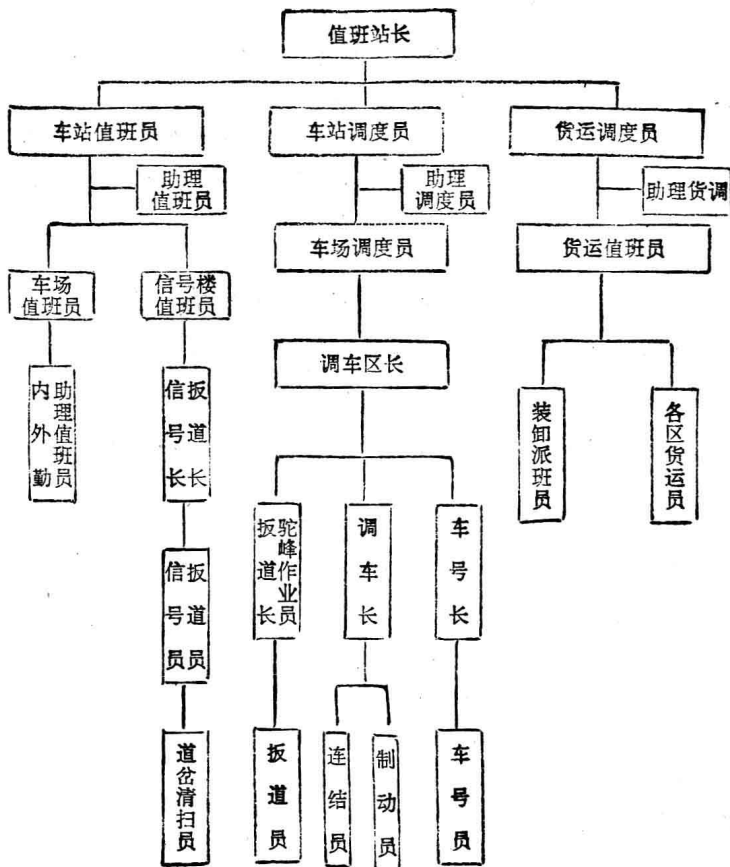 值班站长
车站值班员
车站调度员
货运调度员
助理
值班员
助理
调度员
助理货调
车场调度员
货运值班员
车场
值班员
信号楼
值班员
调车区长
助理值班员
内外勤
扳道长
信号长
装卸派班员
各区货运员
驼峰作业员
扳道长
调车长
车号长
扳道员
信号员
道岔清扫员
扳道员
连结员
制动员
车号员